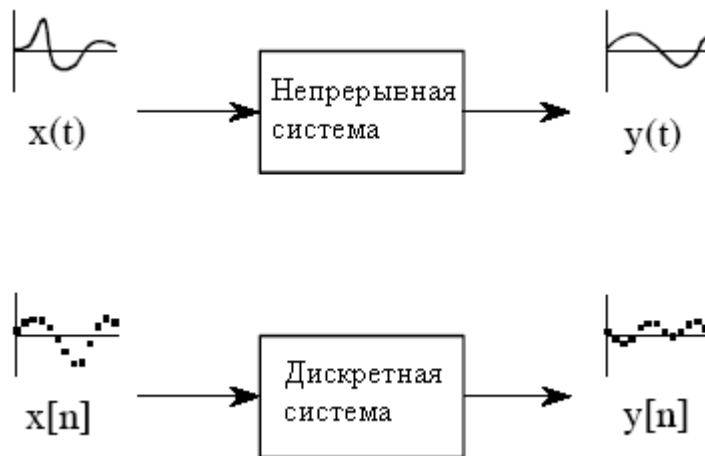 Непрерывная
система
x(t)
y(t)
Дискретная
система
x[n]
y[n]